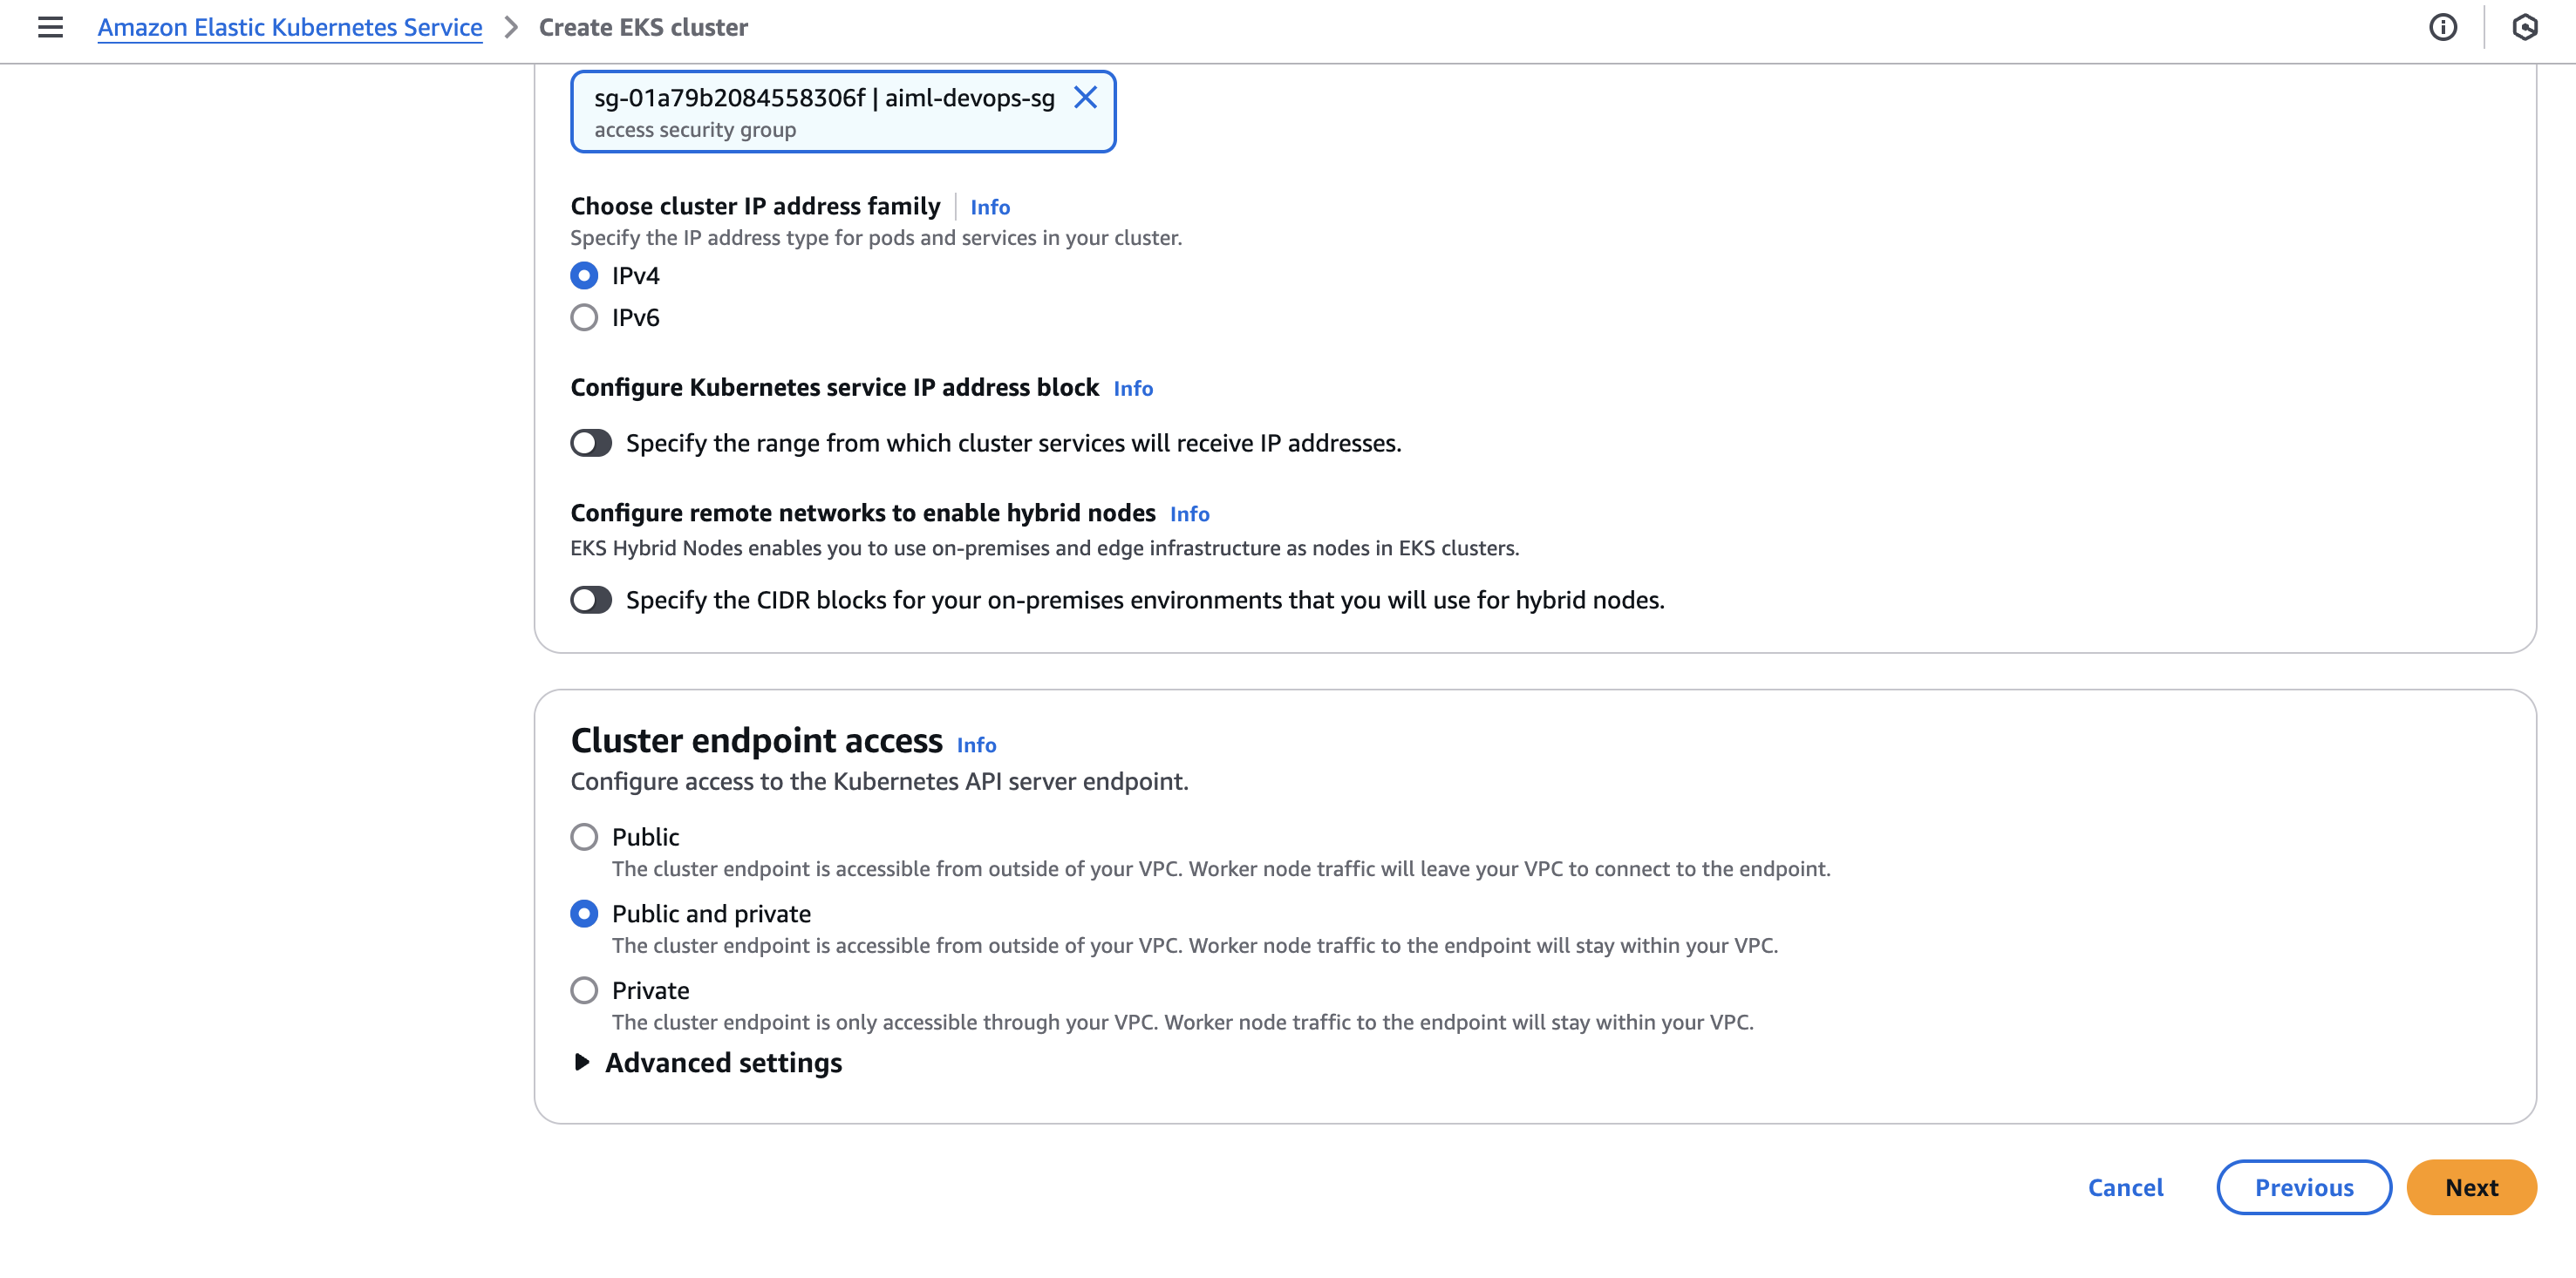 Amazon Elastic Kubernetes Service > Create EKS cluster
sg-01a79b2084558306f | aiml-devops-sg
access security group
Choose cluster IP address family | Info
Specify the IP address type for pods and services in your cluster.
IPv4
IPv6
Configure Kubernetes service IP address block Info
Specify the range from which cluster services will receive IP addresses.
Configure remote networks to enable hybrid nodes Info
EKS Hybrid Nodes enables you to use on-premises and edge infrastructure as nodes in EKS clusters.
Specify the CIDR blocks for your on-premises environments that you will use for hybrid nodes.
Cluster endpoint access Info
Configure access to the Kubernetes API server endpoint.
Public
The cluster endpoint is accessible from outside of your VPC. Worker node traffic will leave your VPC to connect to the endpoint.
Public and private
The cluster endpoint is accessible from outside of your VPC. Worker node traffic to the endpoint will stay within your VPC.
Private
The cluster endpoint is only accessible through your VPC. Worker node traffic to the endpoint will stay within your VPC.
Advanced settings
Cancel Previous Next